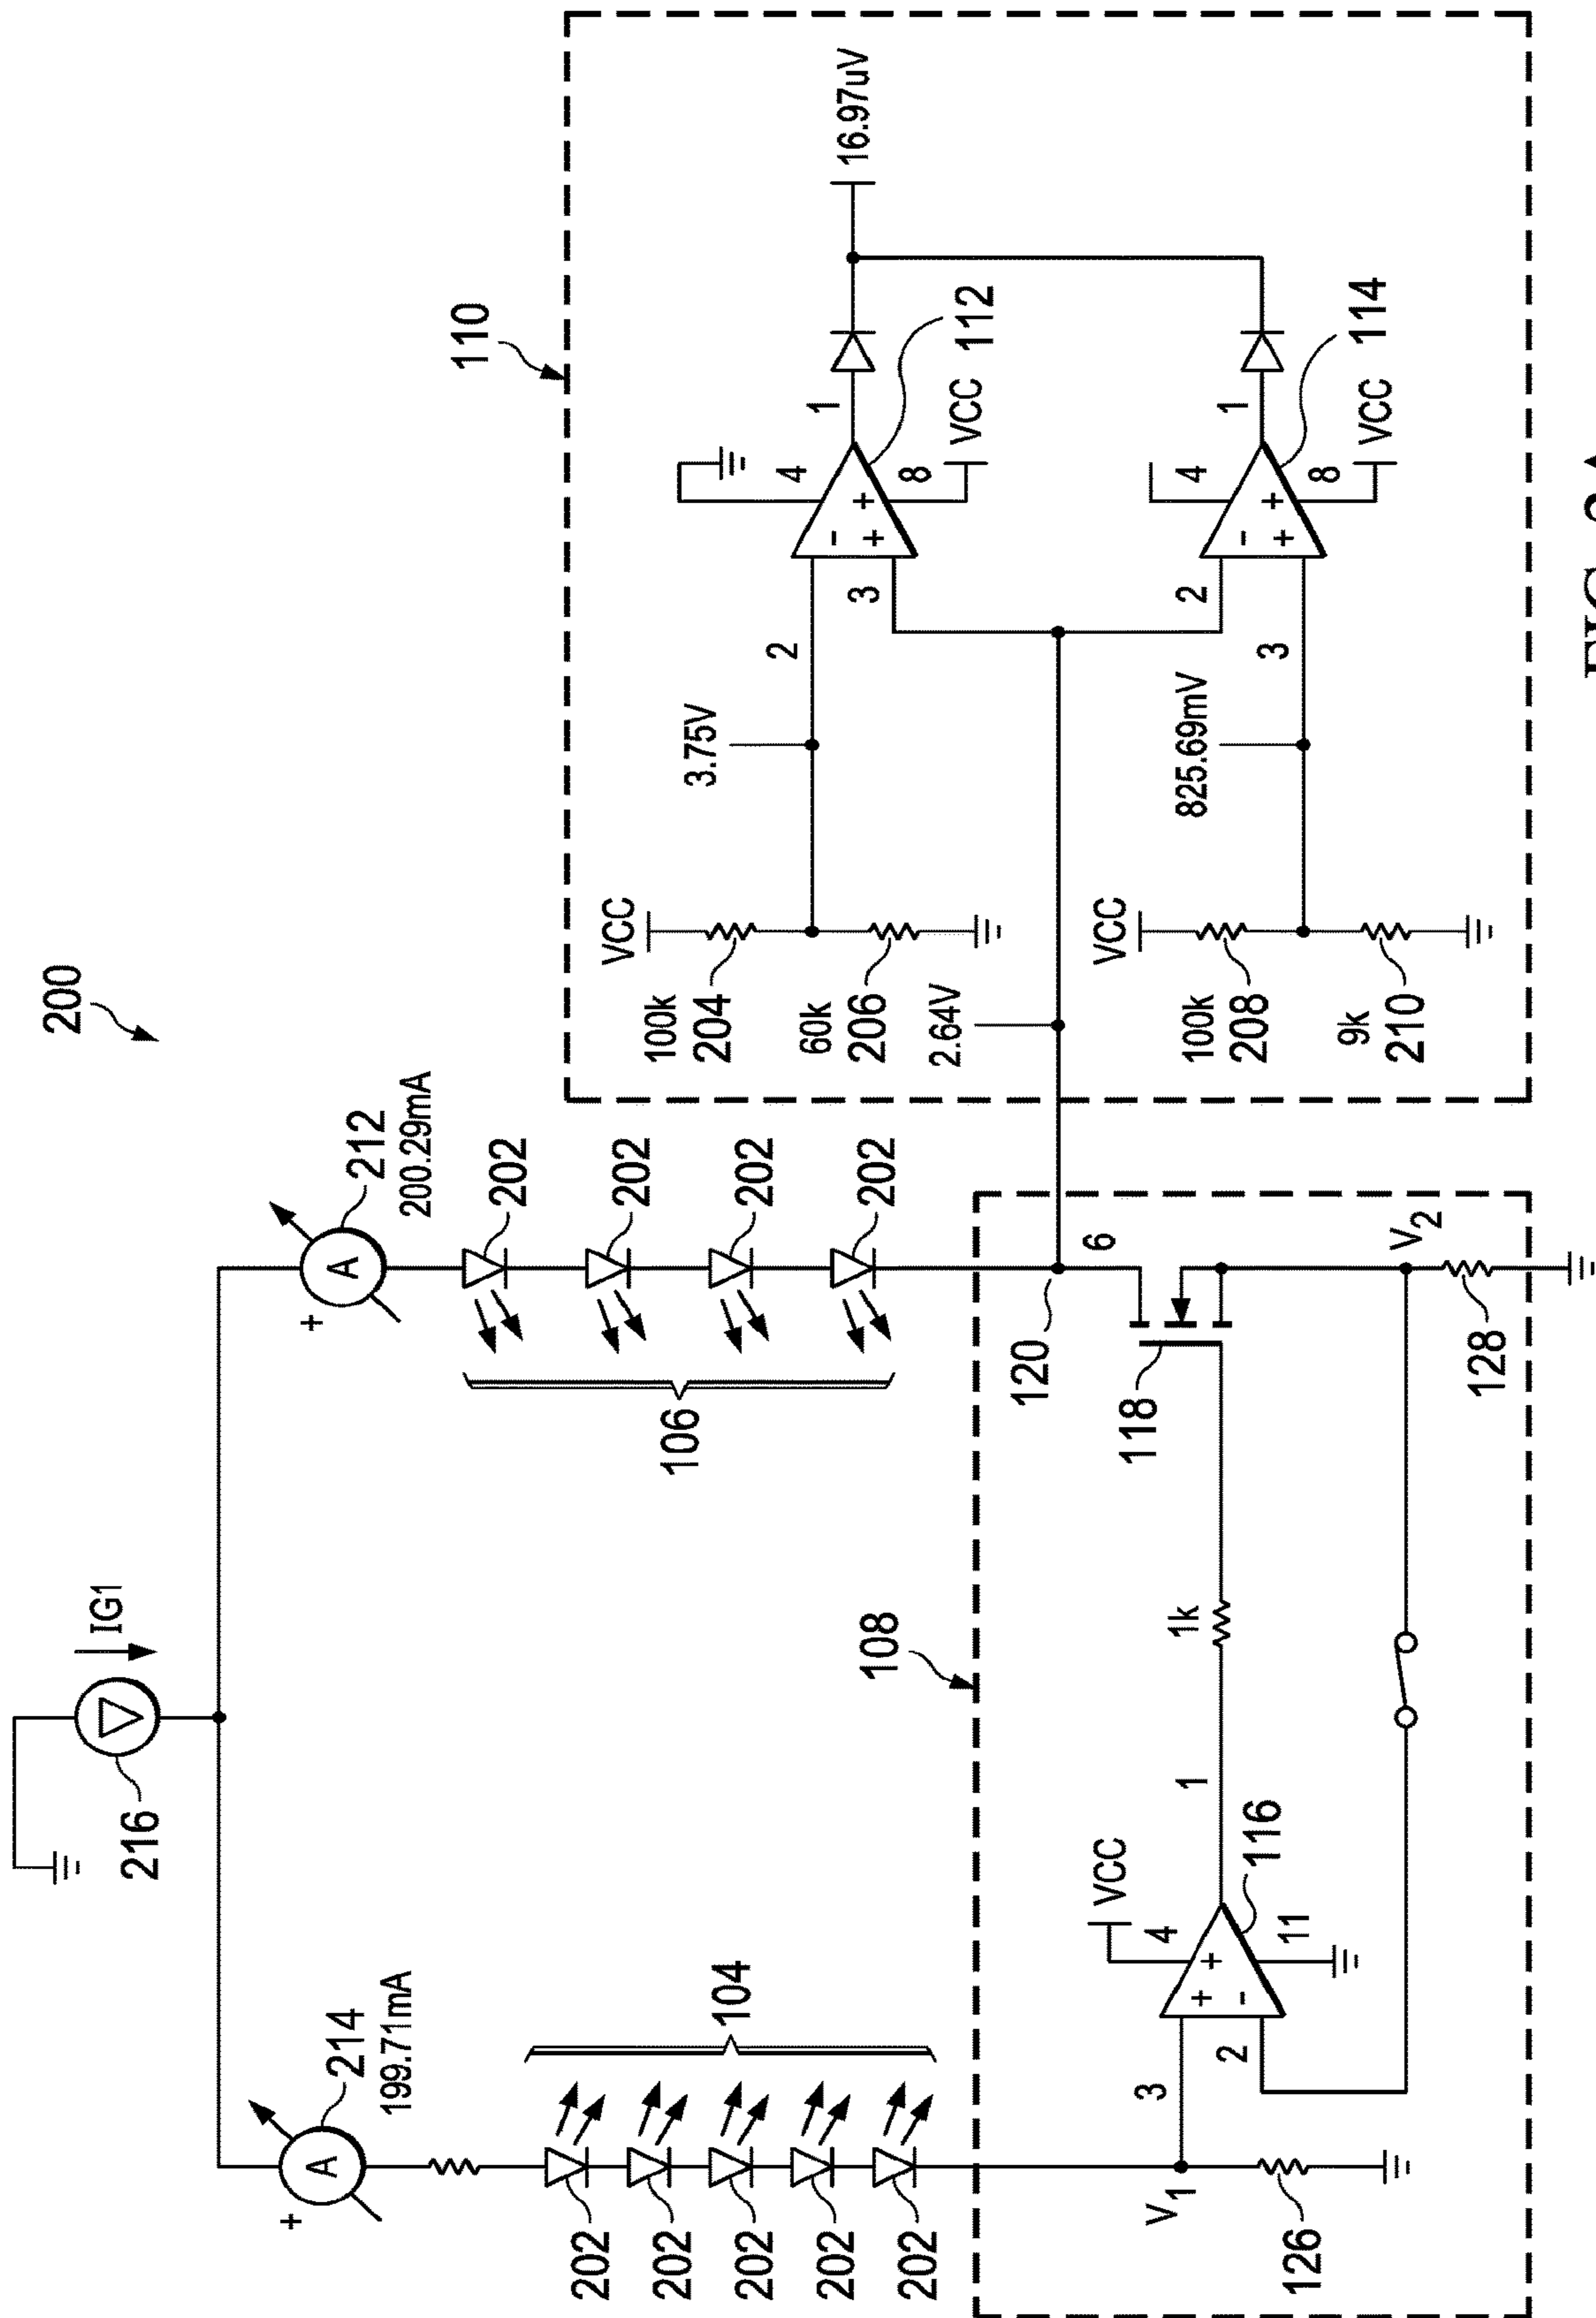 200
216
IG1
+
A
214
199.71mA
+
A
212
200.29mA
202
202
202
202
202
104
202
202
202
202
106
108
V1
126
3
2
+
+
-
VCC
4
11
116
1
1k
118
120
6
V2
128
110
VCC
100k
204
60k
206
2.64V
VCC
100k
208
9k
210
3.75V
825.69mV
2
3
-
+
+
4
8
VCC
1
112
2
3
-
+
+
4
8
VCC
1
114
16.97uV